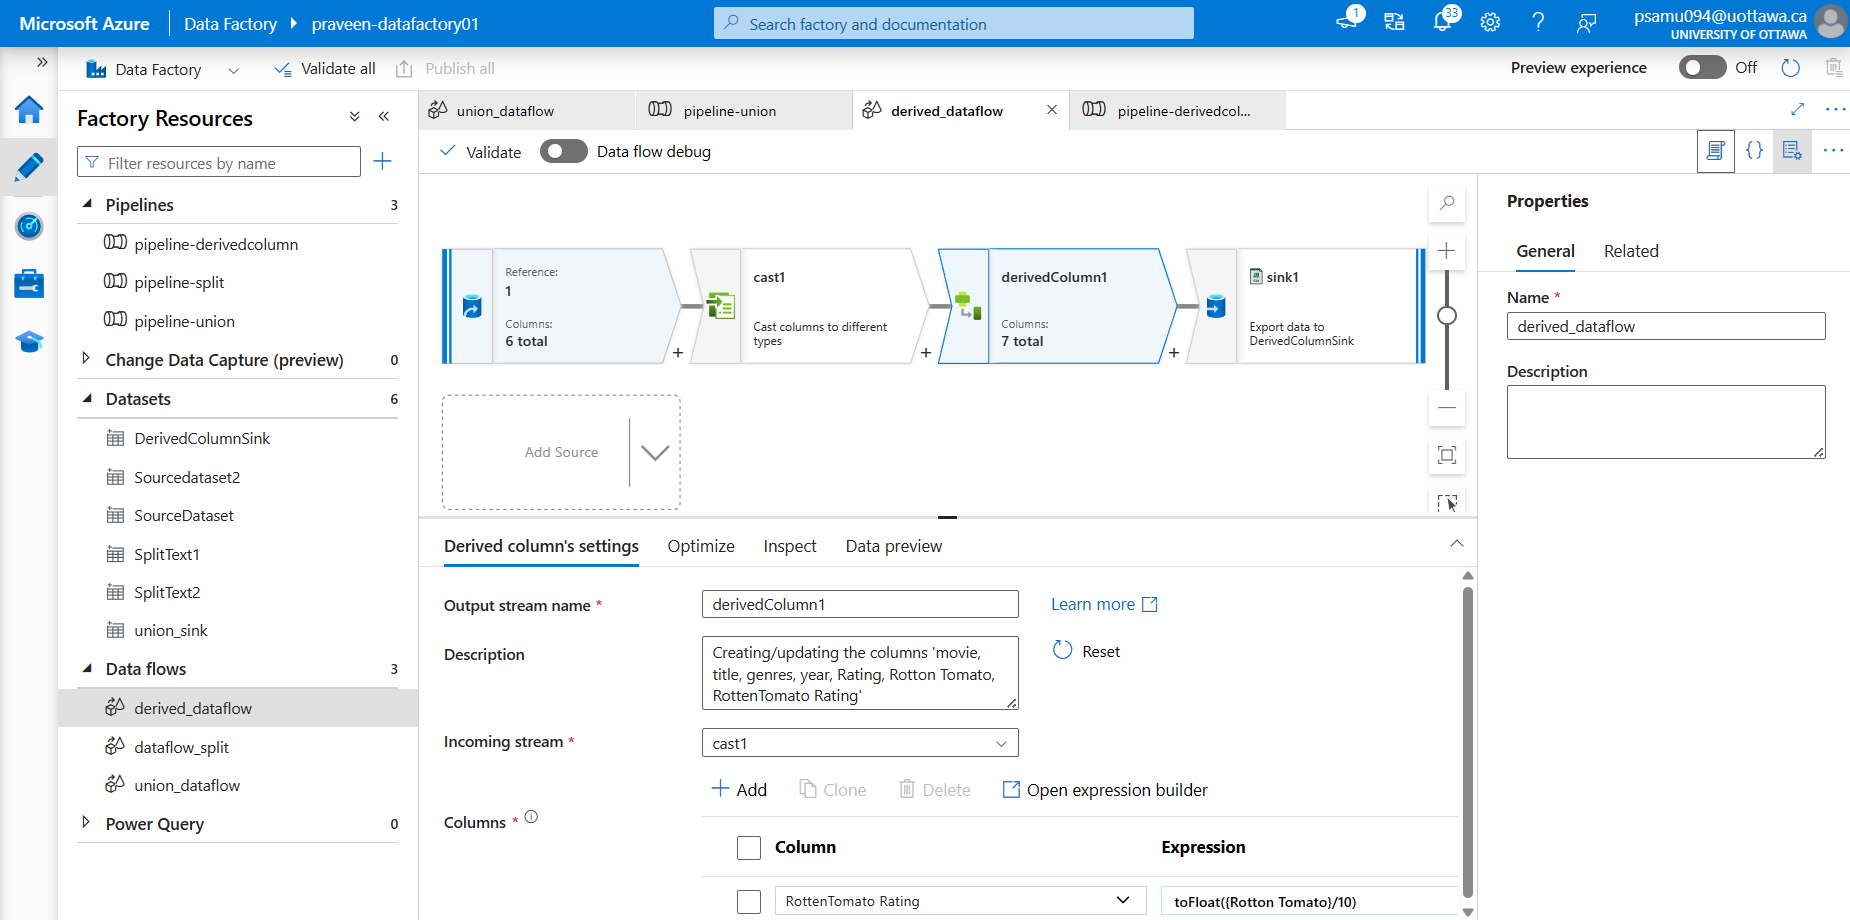 Microsoft Azure
Data Factory
praveen-datafactory01
Search factory and documentation
1
33
psamu094@uottawa.ca
UNIVERSITY OF OTTAWA
Data Factory
Validate all
Publish all
Preview experience
Off
Factory Resources
Filter resources by name
Pipelines
3
pipeline-derivedcolumn
pipeline-split
pipeline-union
Change Data Capture (preview)
0
Datasets
6
DerivedColumnSink
Sourcedataset2
SourceDataset
SplitText1
SplitText2
union_sink
Data flows
3
derived_dataflow
dataflow_split
union_dataflow
Power Query
0
union_dataflow
pipeline-union
derived_dataflow
pipeline-derivedcol...
Validate
Data flow debug
Reference:
1
Columns:
6 total
cast1
Cast columns to different
types
derivedColumn1
Columns:
7 total
sink1
Export data to
DerivedColumnSink
Add Source
Derived column's settings
Optimize
Inspect
Data preview
Output stream name *
derivedColumn1
Learn more
Description
Creating/updating the columns 'movie,
title, genres, year, Rating, Rotton Tomato,
RottenTomato Rating'
Reset
Incoming stream *
cast1
Add
Clone
Delete
Open expression builder
Columns *
Column
Expression
RottenTomato Rating
toFloat({Rotton Tomato}/10)
Properties
General
Related
Name *
derived_dataflow
Description